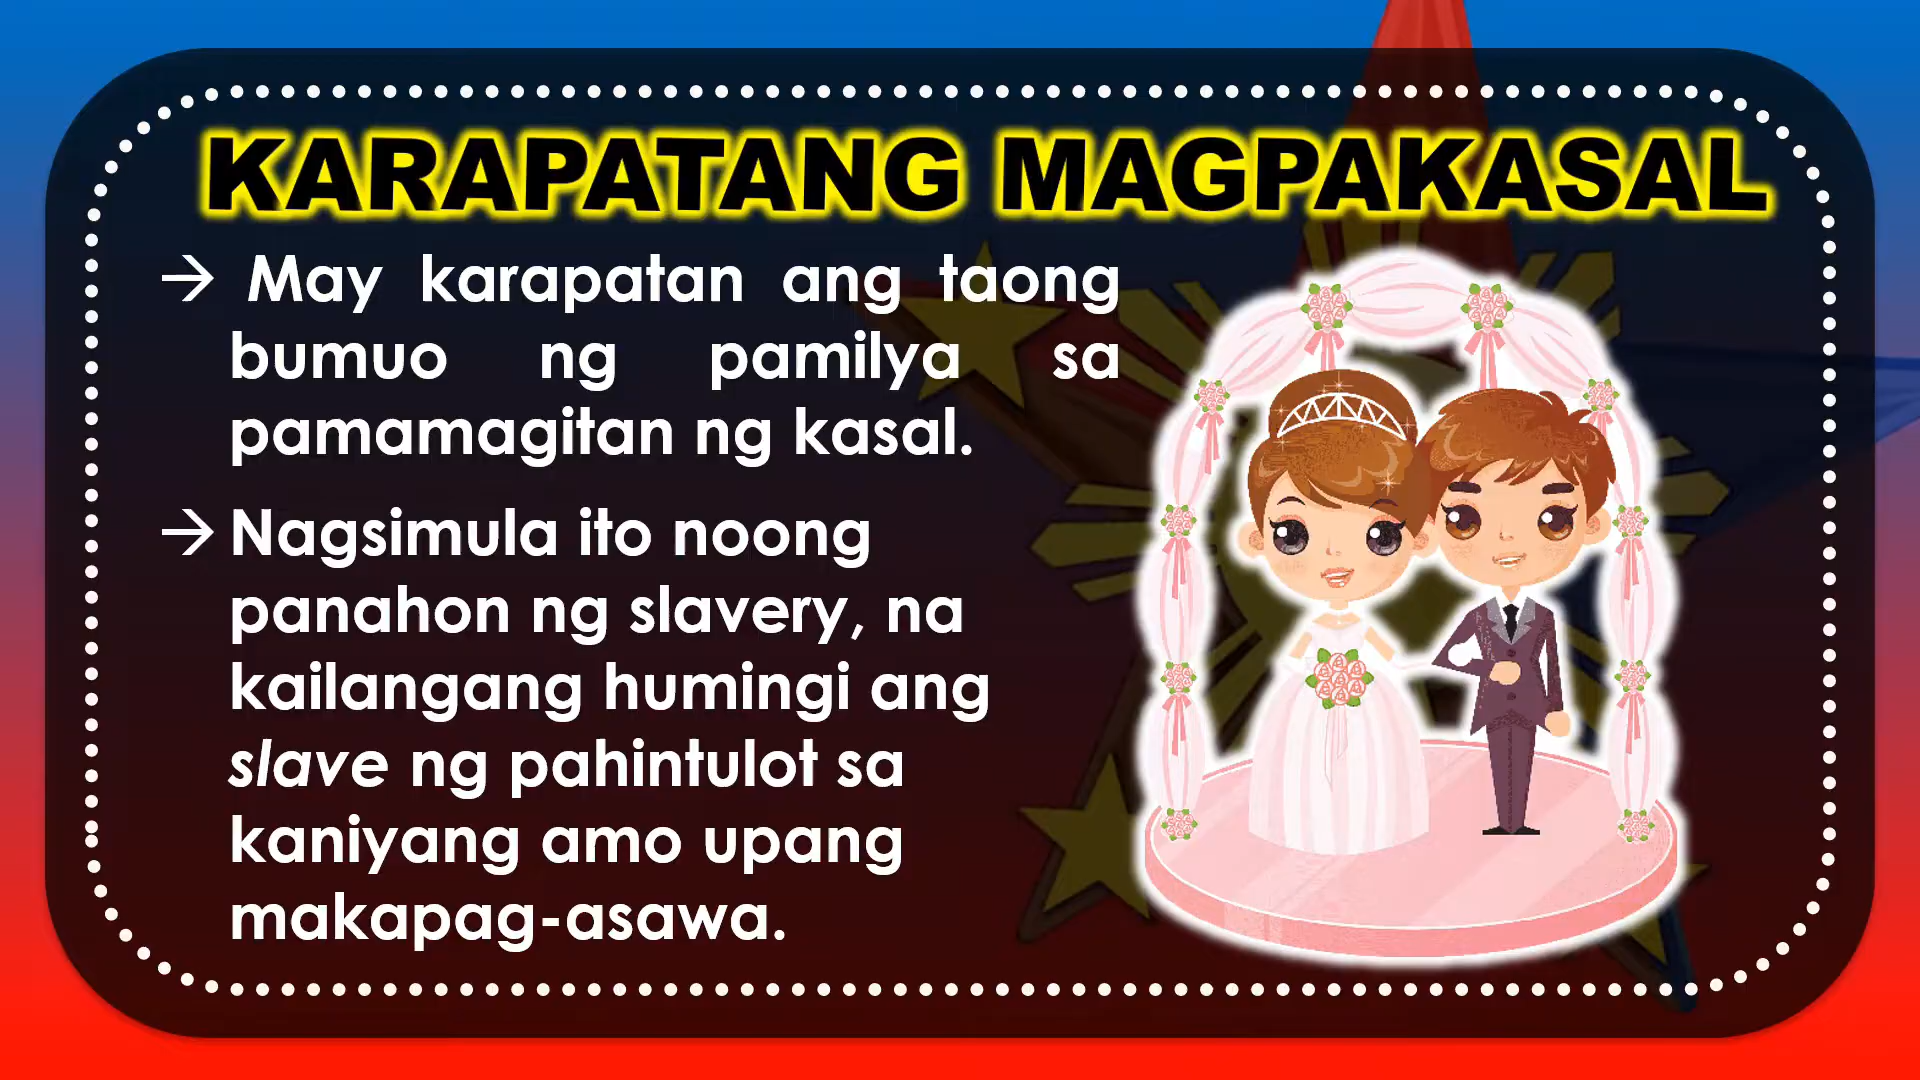 KARAPATANG MAGPAKASAL
→ May karapatan ang taong
bumuo ng pamilya sa
pamamagitan ng kasal.
→ Nagsimula ito noong
panahon ng slavery, na
kailangang humingi ang
slave ng pahintulot sa
kaniyang amo upang
makapag-asawa.